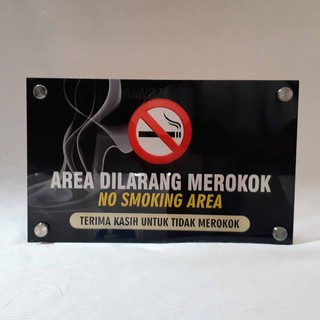 AREA DILARANG MEROKOK
NO SMOKING AREA
TERIMA KASIH UNTUK TIDAK MEROKOK